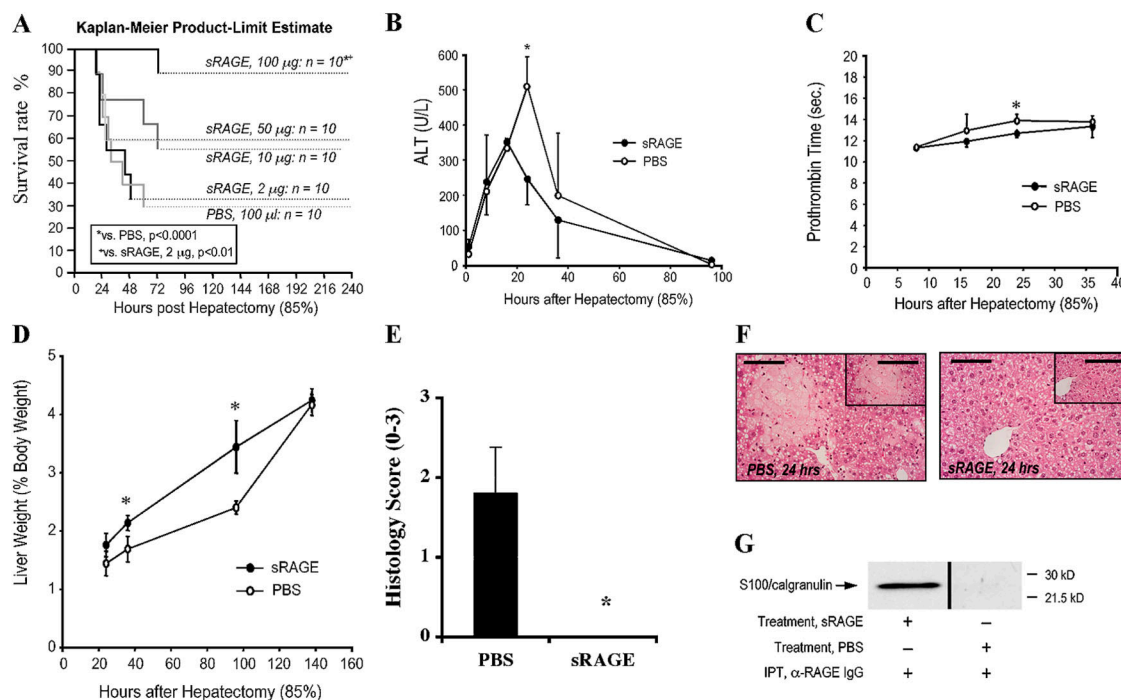 A
Kaplan-Meier Product-Limit Estimate
Survival rate %
100
90
80
70
60
50
40
30
20
10
0
sRAGE, 100 µg: n = 10*+
sRAGE, 50 µg: n = 10
sRAGE, 10 µg: n = 10
sRAGE, 2 µg: n = 10
PBS, 100 µl: n = 10
*vs. PBS, p<0.0001
+vs. sRAGE, 2 µg, p<0.01
0 24 48 72 96 120 144 168 192 216 240
Hours post Hepatectomy (85%)
B
ALT (U/L)
600
500
400
300
200
100
0
*
sRAGE
PBS
0 20 40 60 80 100
Hours after Hepatectomy (85%)
C
Prothrombin Time (sec.)
20
18
16
14
12
10
8
6
4
2
0
*
sRAGE
PBS
0 5 10 15 20 25 30 35 40
Hours after Hepatectomy (85%)
D
Liver Weight (% Body Weight)
5
4
3
2
1
0
*
*
sRAGE
PBS
0 20 40 60 80 100 120 140 160
Hours after Hepatectomy (85%)
E
Histology Score (0-3)
3
2
1
0
*
PBS sRAGE
F
PBS, 24 hrs
sRAGE, 24 hrs
G
S100/calgranulin
30 kD
21.5 kD
Treatment, sRAGE + –
Treatment, PBS – +
IPT, α-RAGE IgG + +